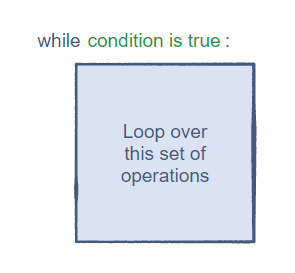 while condition is true :
Loop over
this set of
operations